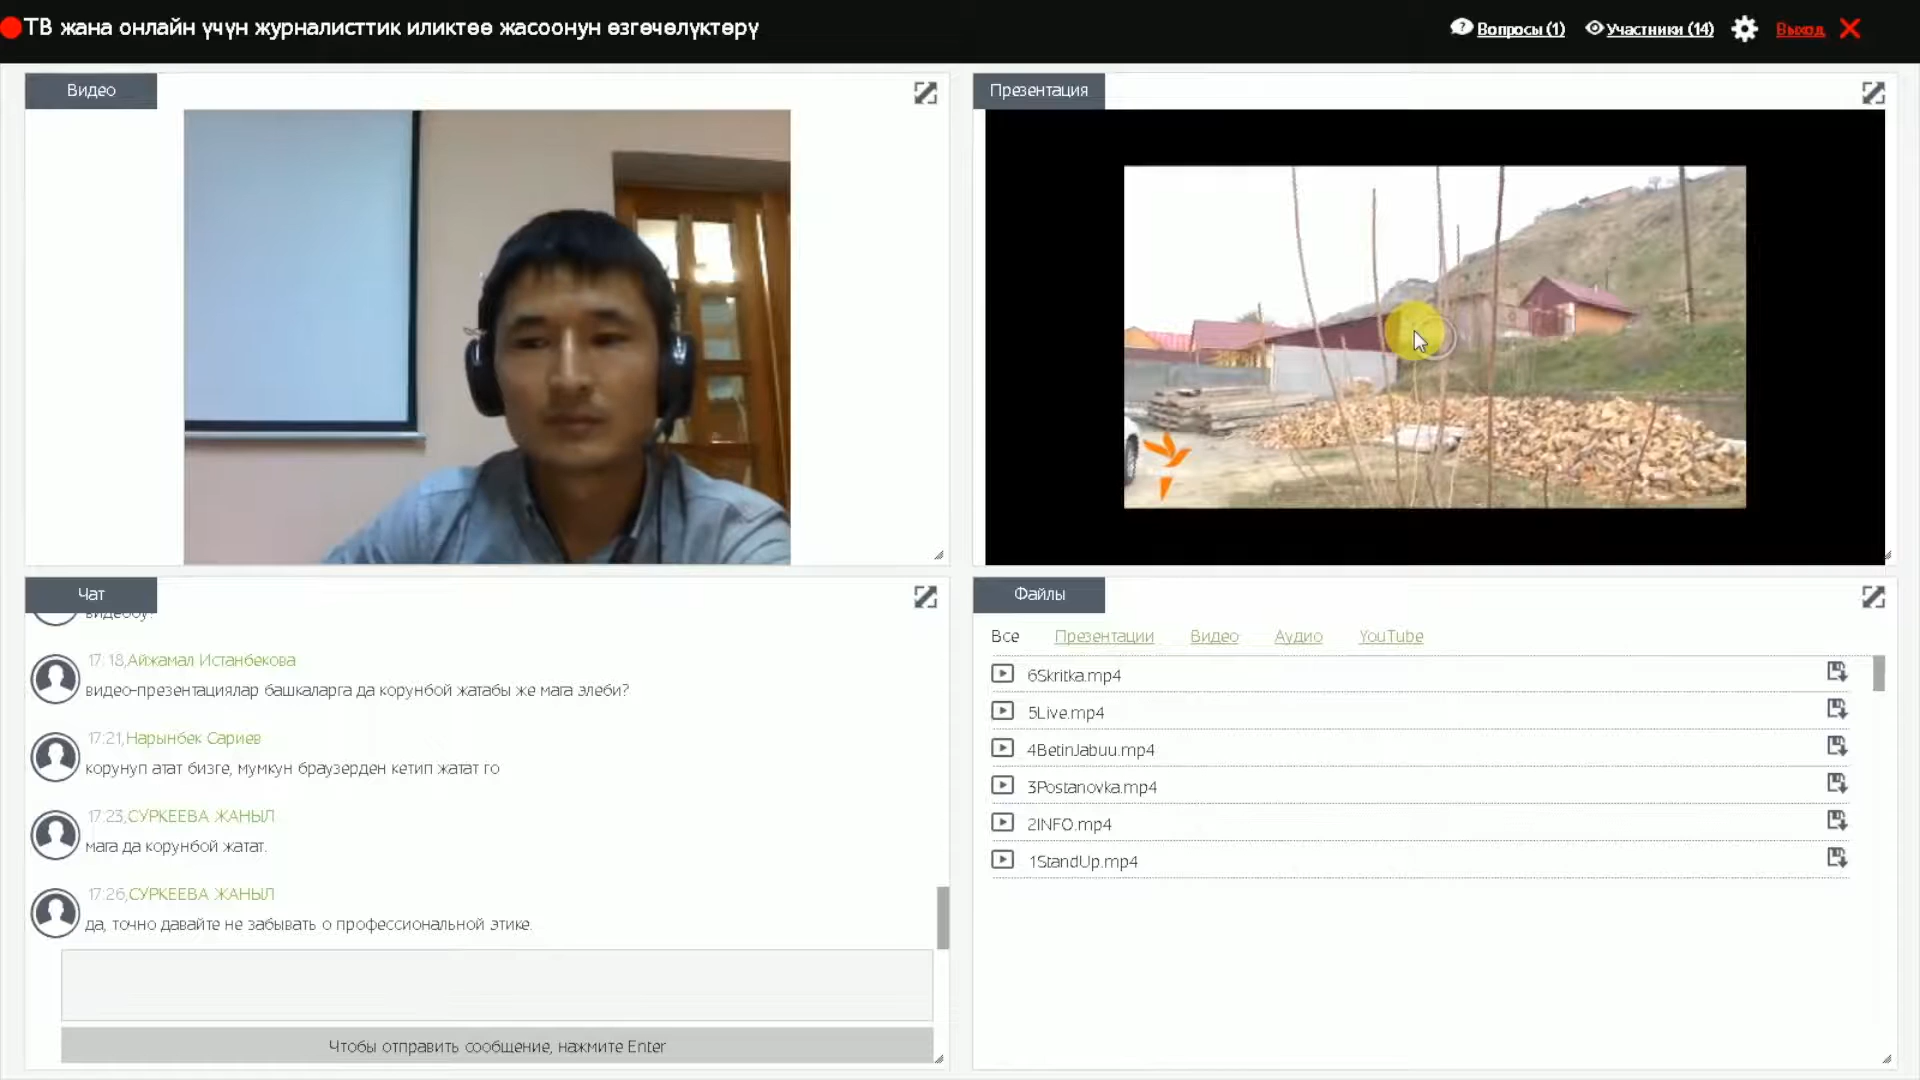 ТВ жана онлайн үчүн журналисттик иликтөө жасоонун өзгөчөлүктөрү
Вопросы (1)
Участники (14)
Выход
Видео
Презентация
Чат
видеобу?
17:18,Айжамал Истанбекова
видео-презентациялар башкаларга да корунбой жатабы же мага элеби?
17:21,Нарынбек Сариев
корунуп атат бизге, мумкун браузерден кетип жатат го
17:23,СУРКЕЕВА ЖАНЫЛ
мага да корунбой жатат.
17:26,СУРКЕЕВА ЖАНЫЛ
да, точно давайте не забывать о профессиональной этике.
Чтобы отправить сообщение, нажмите Enter
Файлы
Все Презентации Видео Аудио YouTube
6Skritka.mp4
5Live.mp4
4BetinJabuu.mp4
3Postanovka.mp4
2INFO.mp4
1StandUp.mp4